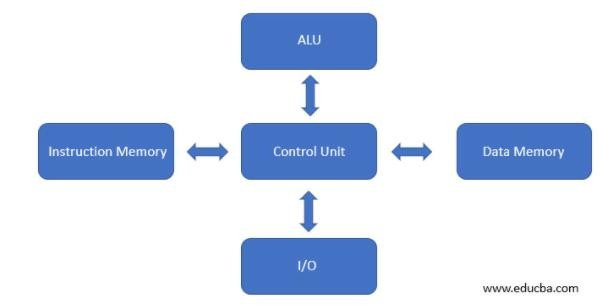 ALU
Instruction Memory
Control Unit
Data Memory
I/O
www.educba.com